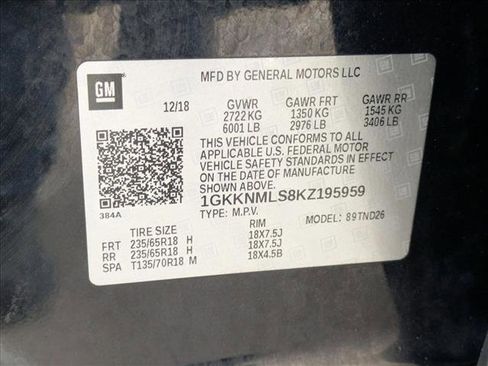 GM
MFD BY GENERAL MOTORS LLC
12/18 GVWR GAWR FRT GAWR RR
2722 KG 1350 KG 1545 KG
6001 LB 2976 LB 3406 LB
THIS VEHICLE CONFORMS TO ALL
APPLICABLE U.S. FEDERAL MOTOR
VEHICLE SAFETY STANDARDS IN EFFECT ON
THE DATE OF MANUFACTURE SHOWN ABOVE.
1GKKNMLS8KZ195959
384A
TYPE: M.P.V. MODEL: 89TND26
TIRE SIZE RIM
FRT 235/65R18 H 18X7.5J
RR 235/65R18 H 18X7.5J
SPA T135/70R18 M 18X4.5B